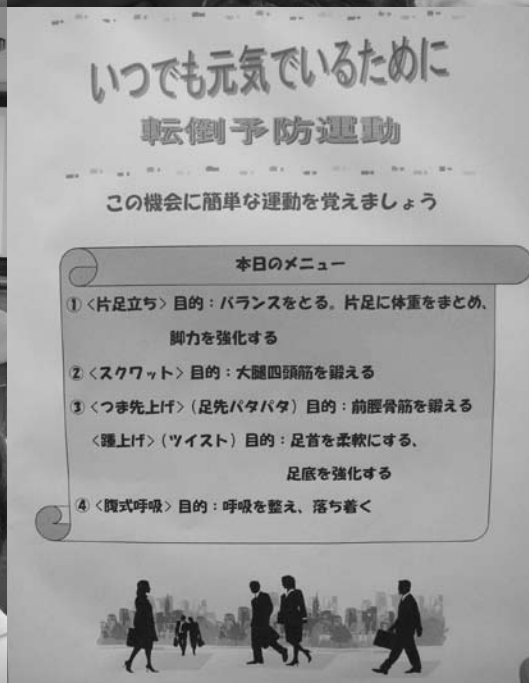 いつでも元気でいるために
転倒予防運動
この機会に簡単な運動を覚えましょう
本日のメニュー
①<片足立ち>目的：バランスをとる。片足に体重をまとめ、
脚力を強化する
②<スクワット>目的：大腿四頭筋を鍛える
③<つま先上げ>(足先パタパタ)目的：前脛骨筋を鍛える
<踵上げ>(ツイスト)目的：足首を柔軟にする、
足底を強化する
④<腹式呼吸>目的：呼吸を整え、落ち着く